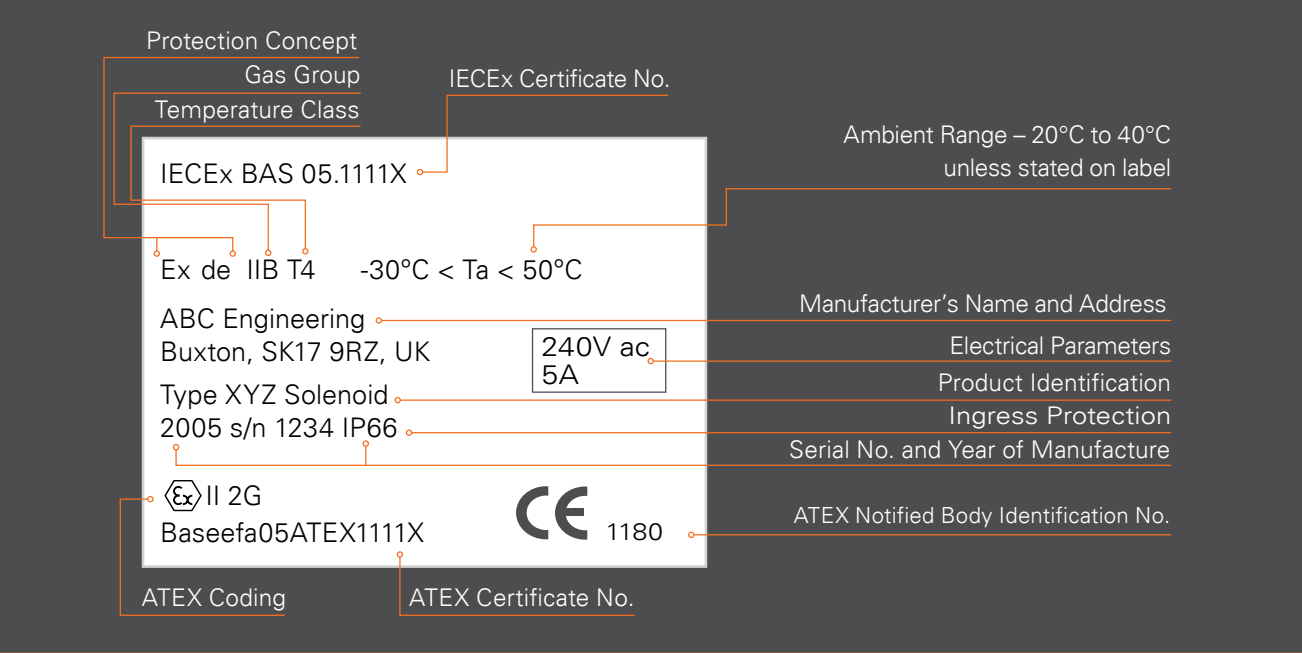 Protection Concept
Gas Group
Temperature Class
IECEx Certificate No.
Ambient Range – 20°C to 40°C
unless stated on label
IECEx BAS 05.1111X
Ex de IIB T4 -30°C < Ta < 50°C
ABC Engineering
Buxton, SK17 9RZ, UK
240V ac
5A
Type XYZ Solenoid
2005 s/n 1234 IP66
Manufacturer's Name and Address
Electrical Parameters
Product Identification
Ingress Protection
Serial No. and Year of Manufacture
Ex II 2G
Baseefa05ATEX1111X
CE 1180
ATEX Notified Body Identification No.
ATEX Coding
ATEX Certificate No.